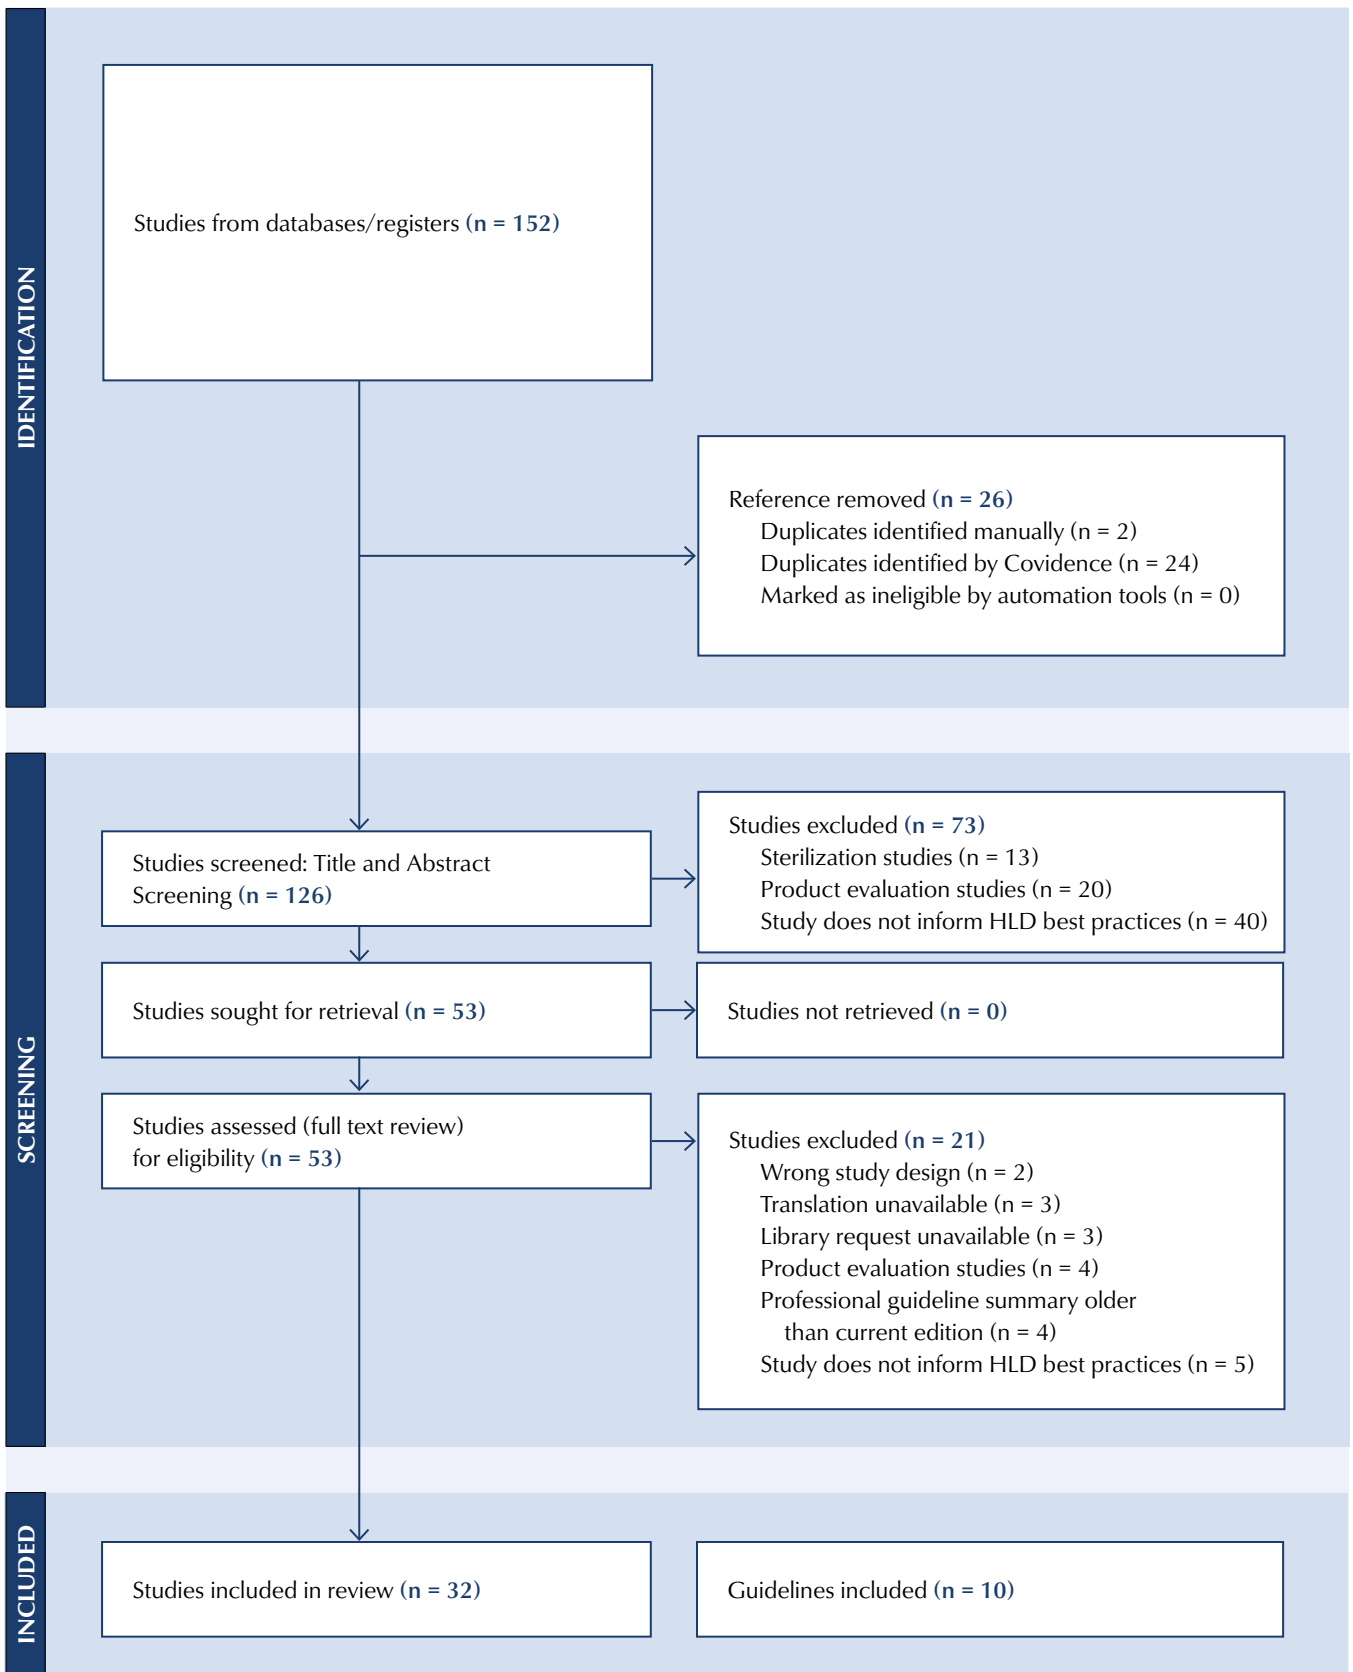 IDENTIFICATION
Studies from databases/registers (n = 152)
Reference removed (n = 26)
Duplicates identified manually (n = 2)
Duplicates identified by Covidence (n = 24)
Marked as ineligible by automation tools (n = 0)
SCREENING
Studies screened: Title and Abstract
Screening (n = 126)
Studies excluded (n = 73)
Sterilization studies (n = 13)
Product evaluation studies (n = 20)
Study does not inform HLD best practices (n = 40)
Studies sought for retrieval (n = 53)
Studies not retrieved (n = 0)
Studies assessed (full text review)
for eligibility (n = 53)
Studies excluded (n = 21)
Wrong study design (n = 2)
Translation unavailable (n = 3)
Library request unavailable (n = 3)
Product evaluation studies (n = 4)
Professional guideline summary older
than current edition (n = 4)
Study does not inform HLD best practices (n = 5)
INCLUDED
Studies included in review (n = 32)
Guidelines included (n = 10)